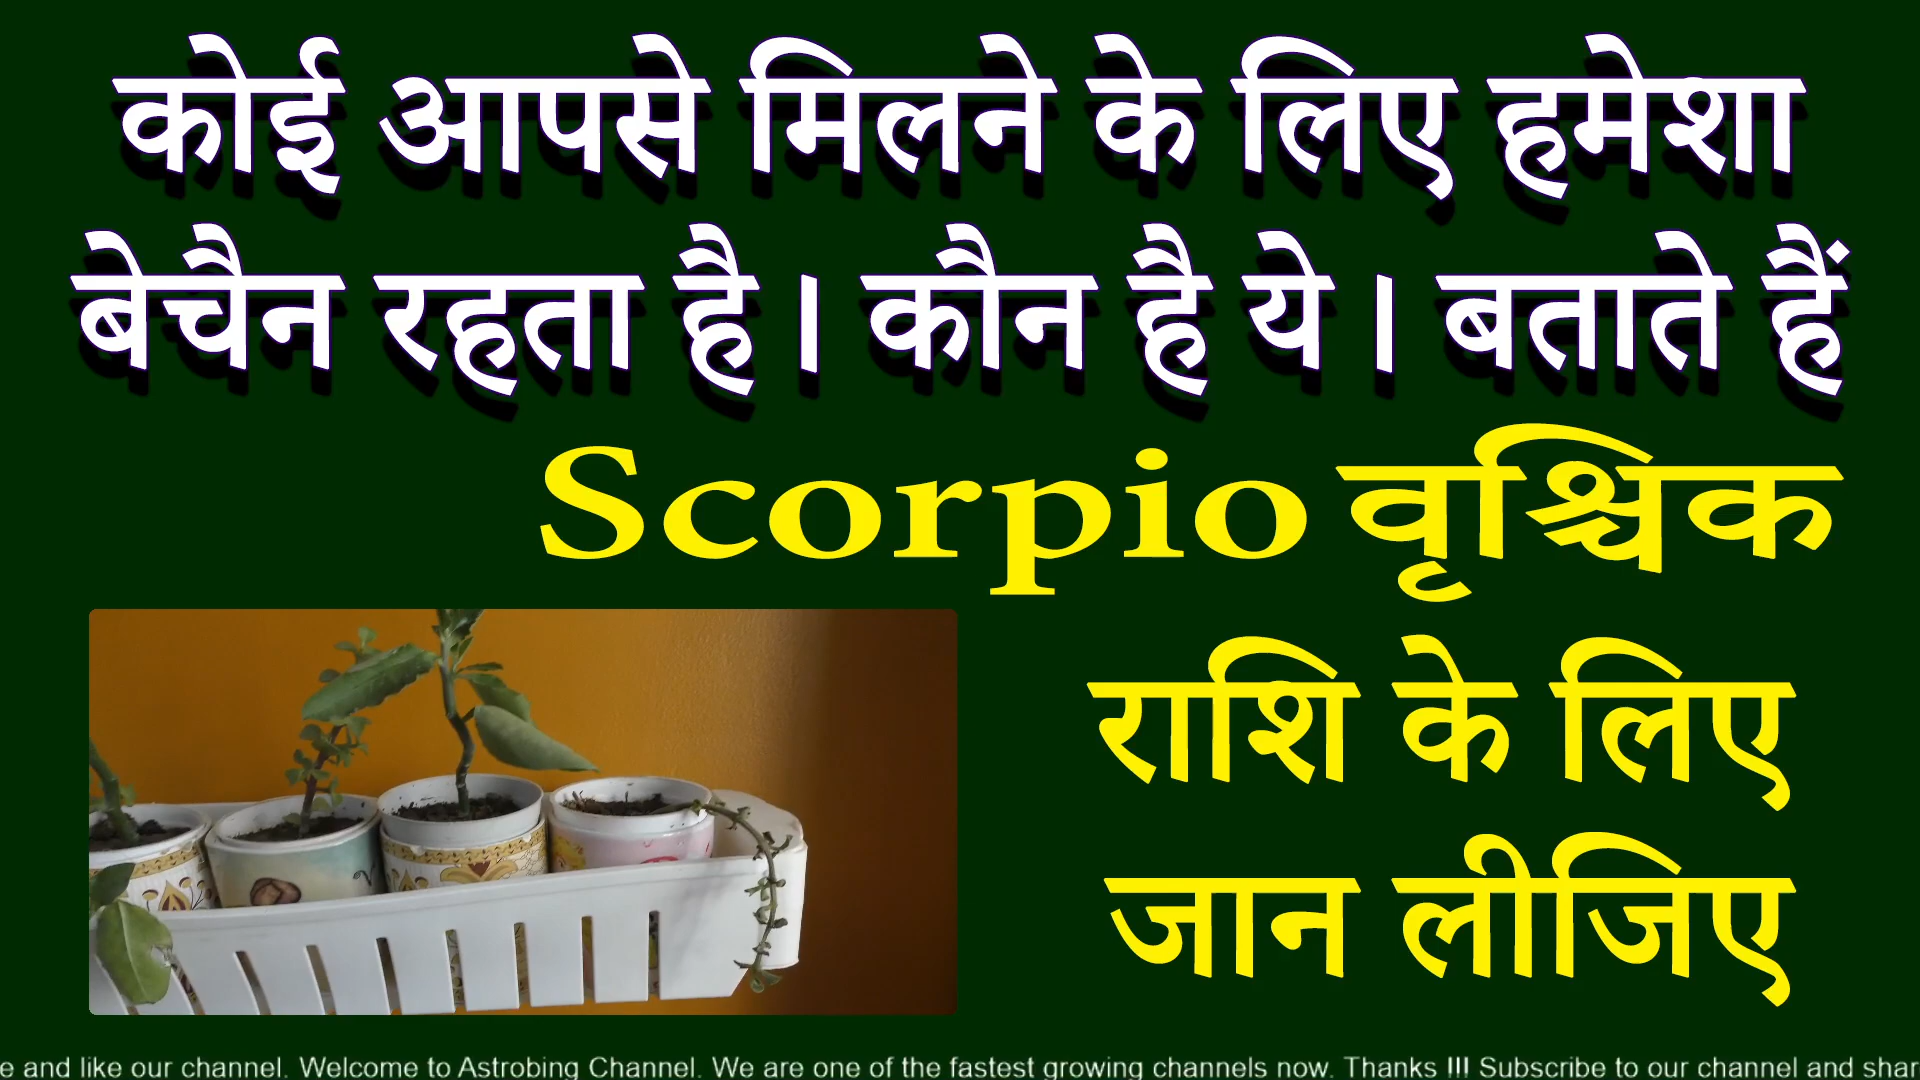 कोई आपसे मिलने के लिए हमेशा
बेचैन रहता है । कौन है ये । बताते हैं
Scorpio वृश्चिक
राशि के लिए
जान लीजिए
e and like our channel. Welcome to Astrobing Channel. We are one of the fastest growing channels now. Thanks !!! Subscribe to our channel and shar